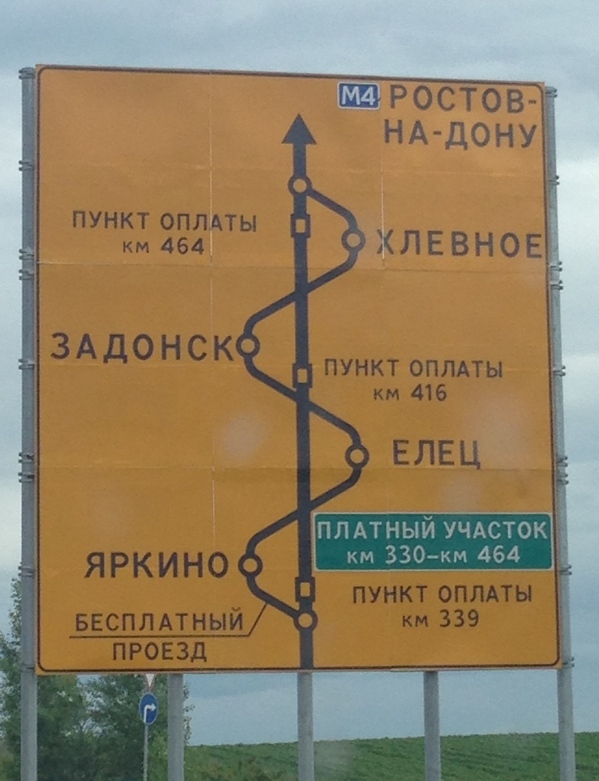 М4 РОСТОВ-
НА-ДОНУ
ПУНКТ ОПЛАТЫ
км 464
ХЛЕВНОЕ
ЗАДОНСК
ПУНКТ ОПЛАТЫ
км 416
ЕЛЕЦ
ПЛАТНЫЙ УЧАСТОК
км 330–км 464
ЯРКИНО
ПУНКТ ОПЛАТЫ
км 339
БЕСПЛАТНЫЙ
ПРОЕЗД